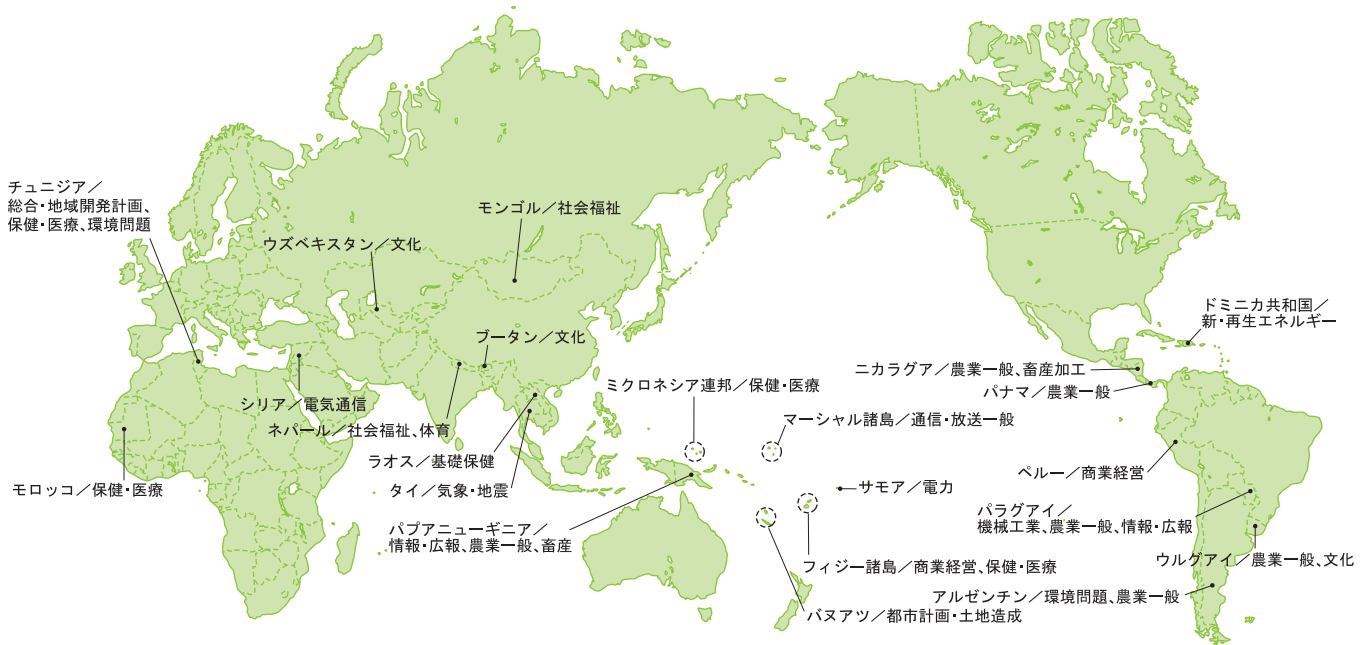 チュニジア／
総合・地域開発計画、
保健・医療、環境問題
モンゴル／社会福祉
ウズベキスタン／文化
ブータン／文化
シリア／電気通信
ネパール／社会福祉、体育
ラオス／基礎保健
タイ／気象・地震
モロッコ／保健・医療
パプアニューギニア／
情報・広報、農業一般、畜産
ミクロネシア連邦／保健・医療
マーシャル諸島／通信・放送一般
サモア／電力
フィジー諸島／商業経営、保健・医療
バヌアツ／都市計画・土地造成
ドミニカ共和国／
新・再生エネルギー
ニカラグア／農業一般、畜産加工
パナマ／農業一般
ペルー／商業経営
パラグアイ／
機械工業、農業一般、情報・広報
ウルグアイ／農業一般、文化
アルゼンチン／環境問題、農業一般